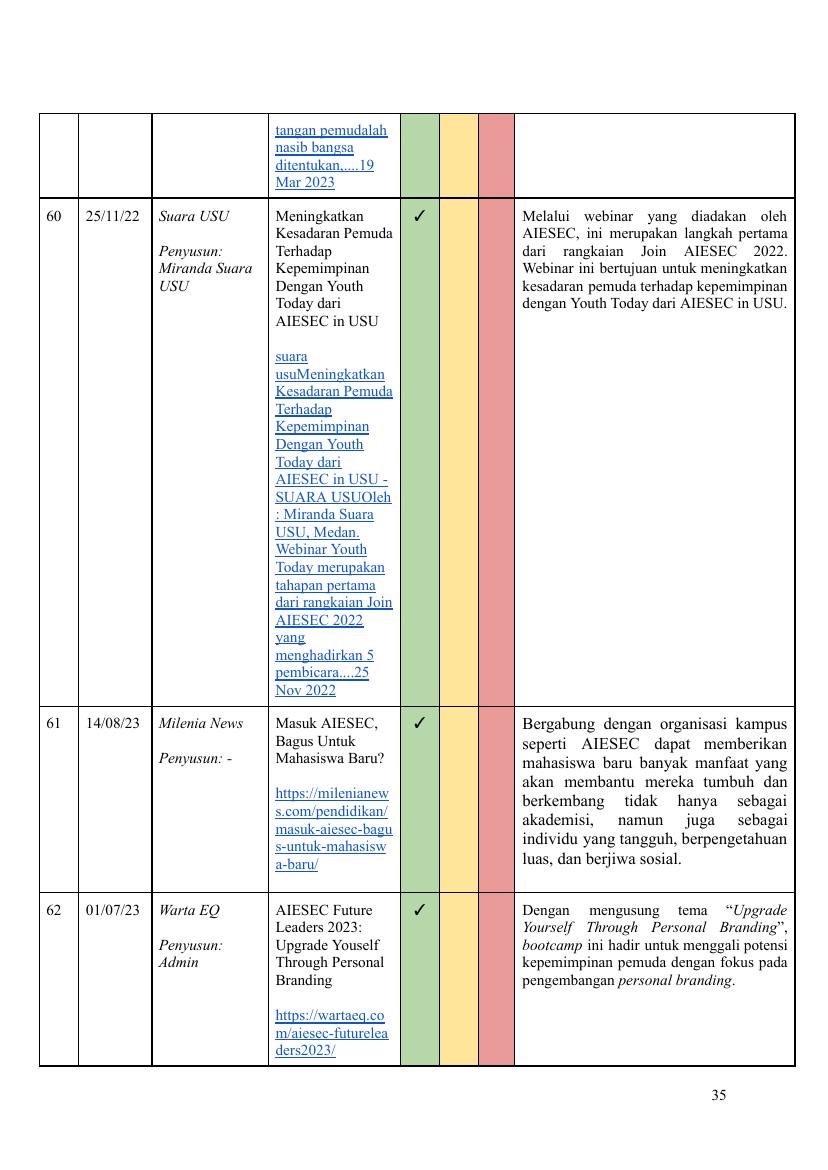 tangan pemudalah
nasib bangsa
ditentukan,....19
Mar 2023
60
25/11/22
Suara USU
Penyusun:
Miranda Suara
USU
Meningkatkan
Kesadaran Pemuda
Terhadap
Kepemimpinan
Dengan Youth
Today dari
AIESEC in USU
suara
usuMeningkatkan
Kesadaran Pemuda
Terhadap
Kepemimpinan
Dengan Youth
Today dari
AIESEC in USU -
SUARA USUOleh
: Miranda Suara
USU, Medan.
Webinar Youth
Today merupakan
tahapan pertama
dari rangkaian Join
AIESEC 2022
yang
menghadirkan 5
pembicara....25
Nov 2022
✓
Melalui webinar yang diadakan oleh
AIESEC, ini merupakan langkah pertama
dari rangkaian Join AIESEC 2022.
Webinar ini bertujuan untuk meningkatkan
kesadaran pemuda terhadap kepemimpinan
dengan Youth Today dari AIESEC in USU.
61
14/08/23
Milenia News
Penyusun: -
Masuk AIESEC,
Bagus Untuk
Mahasiswa Baru?
https://milenianew
s.com/pendidikan/
masuk-aiesec-bagu
s-untuk-mahasisw
a-baru/
✓
Bergabung dengan organisasi kampus
seperti AIESEC dapat memberikan
mahasiswa baru banyak manfaat yang
akan membantu mereka tumbuh dan
berkembang tidak hanya sebagai
akademisi, namun juga sebagai
individu yang tangguh, berpengetahuan
luas, dan berjiwa sosial.
62
01/07/23
Warta EQ
Penyusun:
Admin
AIESEC Future
Leaders 2023:
Upgrade Youself
Through Personal
Branding
https://wartaeq.co
m/aiesec-futurelea
ders2023/
✓
Dengan mengusung tema “Upgrade
Yourself Through Personal Branding”,
bootcamp ini hadir untuk menggali potensi
kepemimpinan pemuda dengan fokus pada
pengembangan personal branding.
35